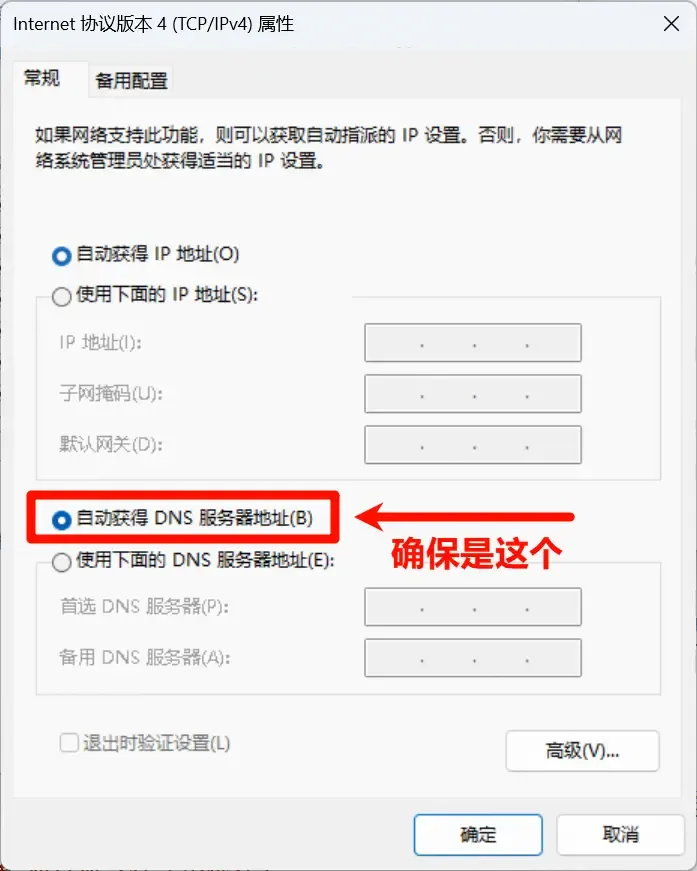 Internet 协议版本 4 (TCP/IPv4) 属性
常规
备用配置
如果网络支持此功能，则可以获取自动指派的 IP 设置。否则，你需要从网
络系统管理员处获得适当的 IP 设置。
自动获得 IP 地址(O)
使用下面的 IP 地址(S):
IP 地址(I):
子网掩码(U):
默认网关(D):
自动获得 DNS 服务器地址(B)
确保是这个
使用下面的 DNS 服务器地址(E):
首选 DNS 服务器(P):
备用 DNS 服务器(A):
退出时验证设置(L)
高级(V)...
确定
取消